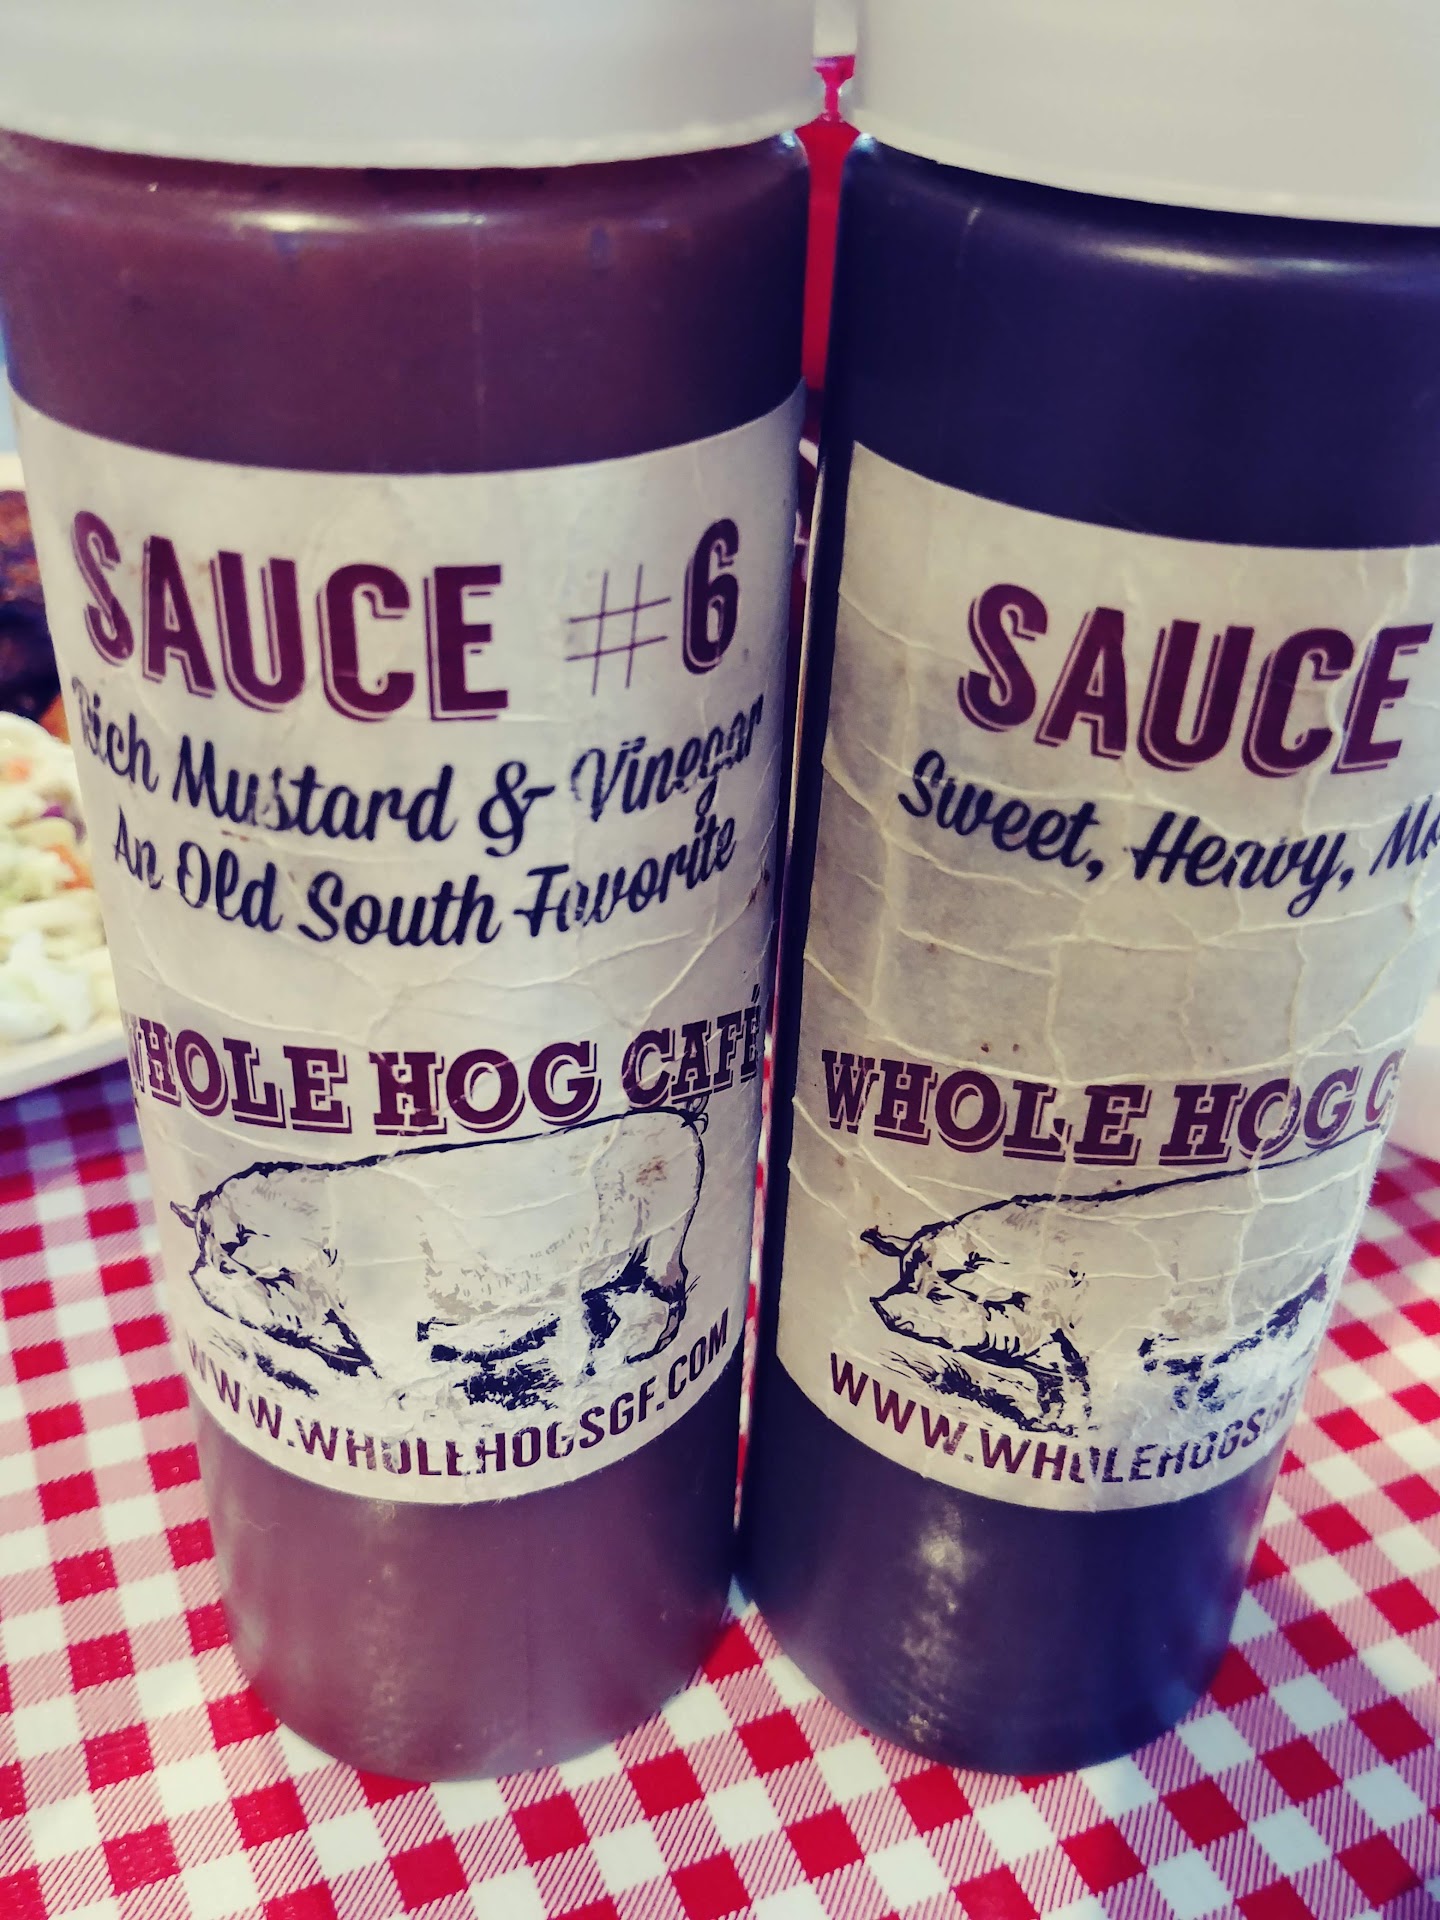 SAUCE #6
Rich Mustard & Vinegar
An Old South Favorite
WHOLE HOG CAFÉ
WWW.WHOLEHOGSGF.COM
SAUCE
Sweet, Heavy,
WHOLE HOG
WWW.WHOLEHOGSGF